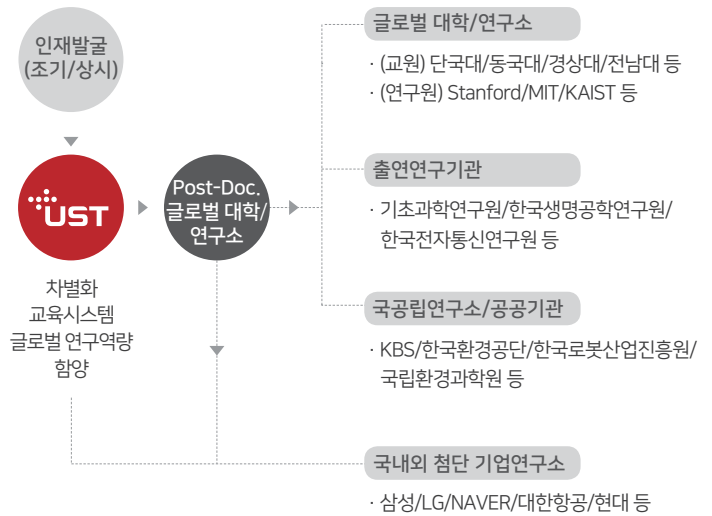 인재발굴
(조기/상시)
UST
차별화
교육시스템
글로벌 연구역량
함양
Post-Doc.
글로벌 대학/
연구소
글로벌 대학/연구소
· (교원) 단국대/동국대/경상대/전남대 등
· (연구원) Stanford/MIT/KAIST 등
출연연구기관
· 기초과학연구원/한국생명공학연구원/
한국전자통신연구원 등
국공립연구소/공공기관
· KBS/한국환경공단/한국로봇산업진흥원/
국립환경과학원 등
국내외 첨단 기업연구소
· 삼성/LG/NAVER/대한항공/현대 등